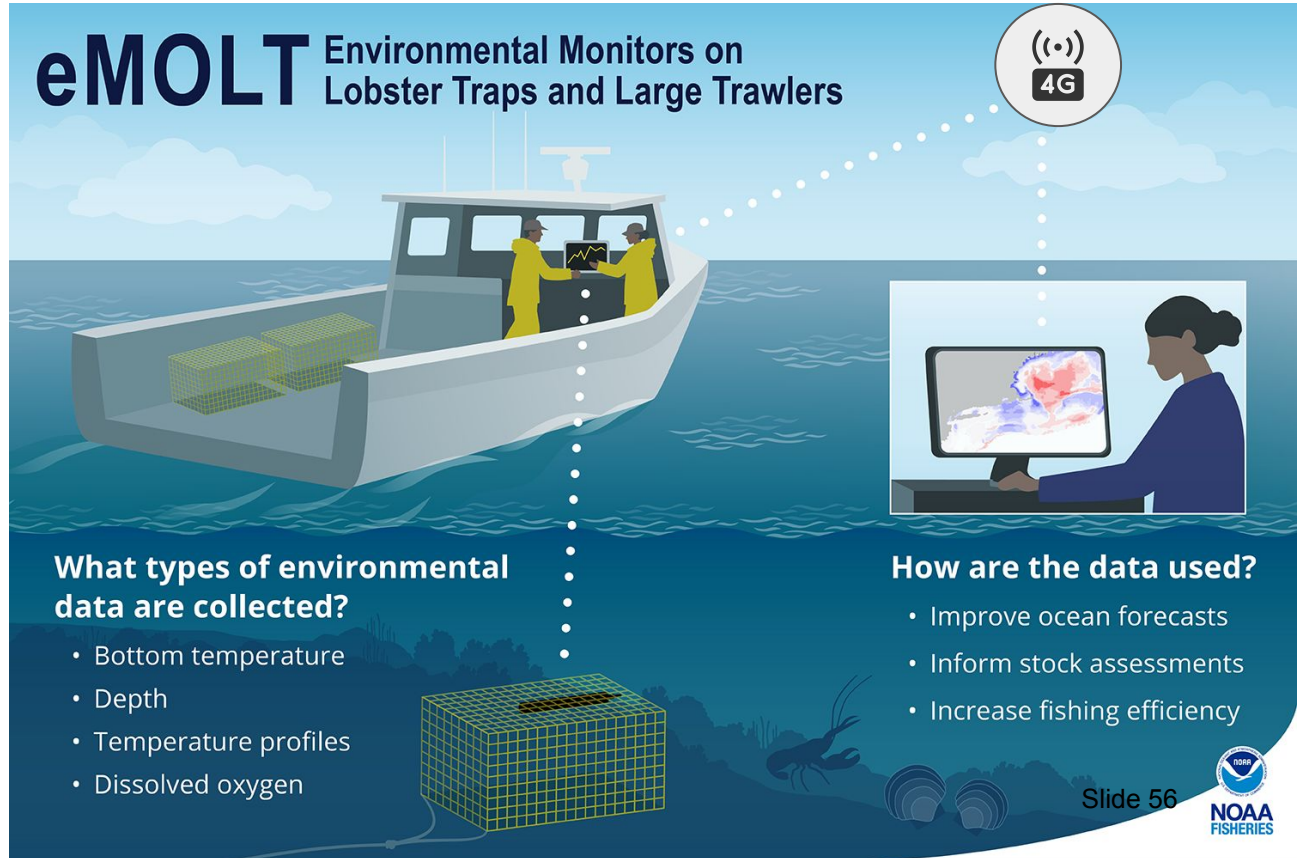 eMOLT Environmental Monitors on
Lobster Traps and Large Trawlers
4G
What types of environmental
data are collected?
• Bottom temperature
• Depth
• Temperature profiles
• Dissolved oxygen
How are the data used?
• Improve ocean forecasts
• Inform stock assessments
• Increase fishing efficiency
Slide 56
NOAA
NOAA
FISHERIES